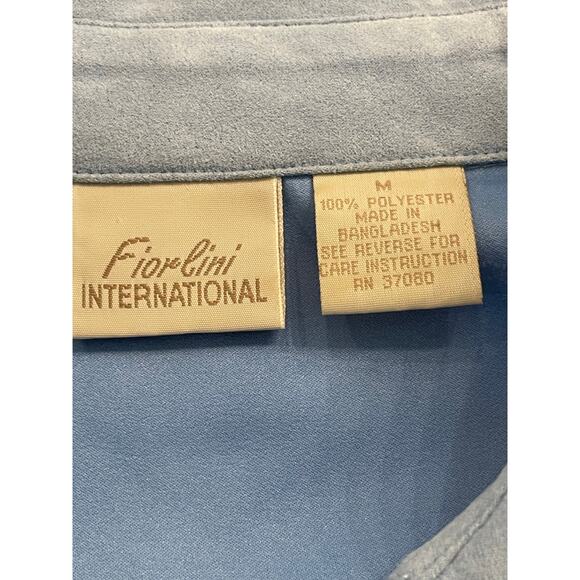 Fiorlini
INTERNATIONAL
M
100% POLYESTER
MADE IN
BANGLADESH
SEE REVERSE FOR
CARE INSTRUCTION
RN 37080